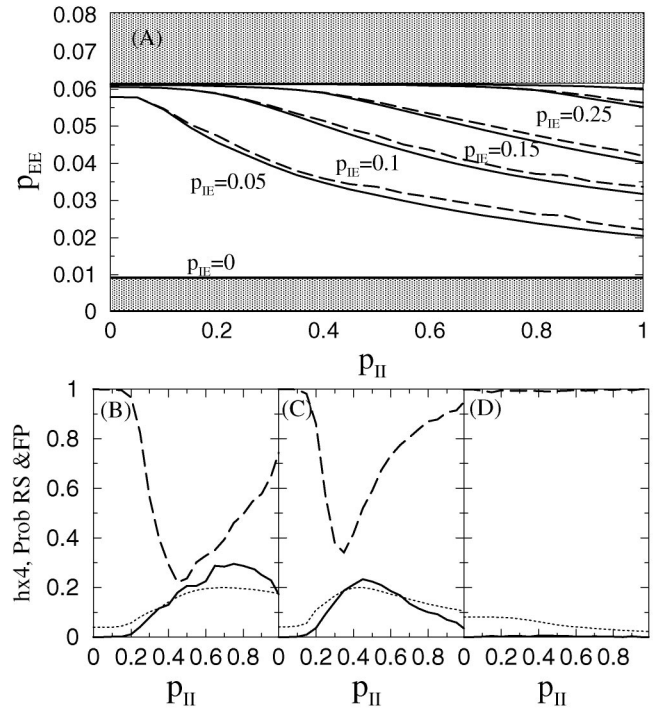 0.08
(A)
0.07
0.06
p_IE=0.25
0.05
p_IE=0.15
p_EE
0.04
p_IE=0.1
p_IE=0.05
0.03
0.02
p_IE=0
0.01
0
0 0.2 0.4 0.6 0.8 1
p_II
1
(B) (C) (D)
0.8
0.6
hx4, Prob RS &FP
0.4
0.2
0
0 0.2 0.4 0.6 0.8 0 0.2 0.4 0.6 0.8 0 0.2 0.4 0.6 0.8
p_II p_II p_II